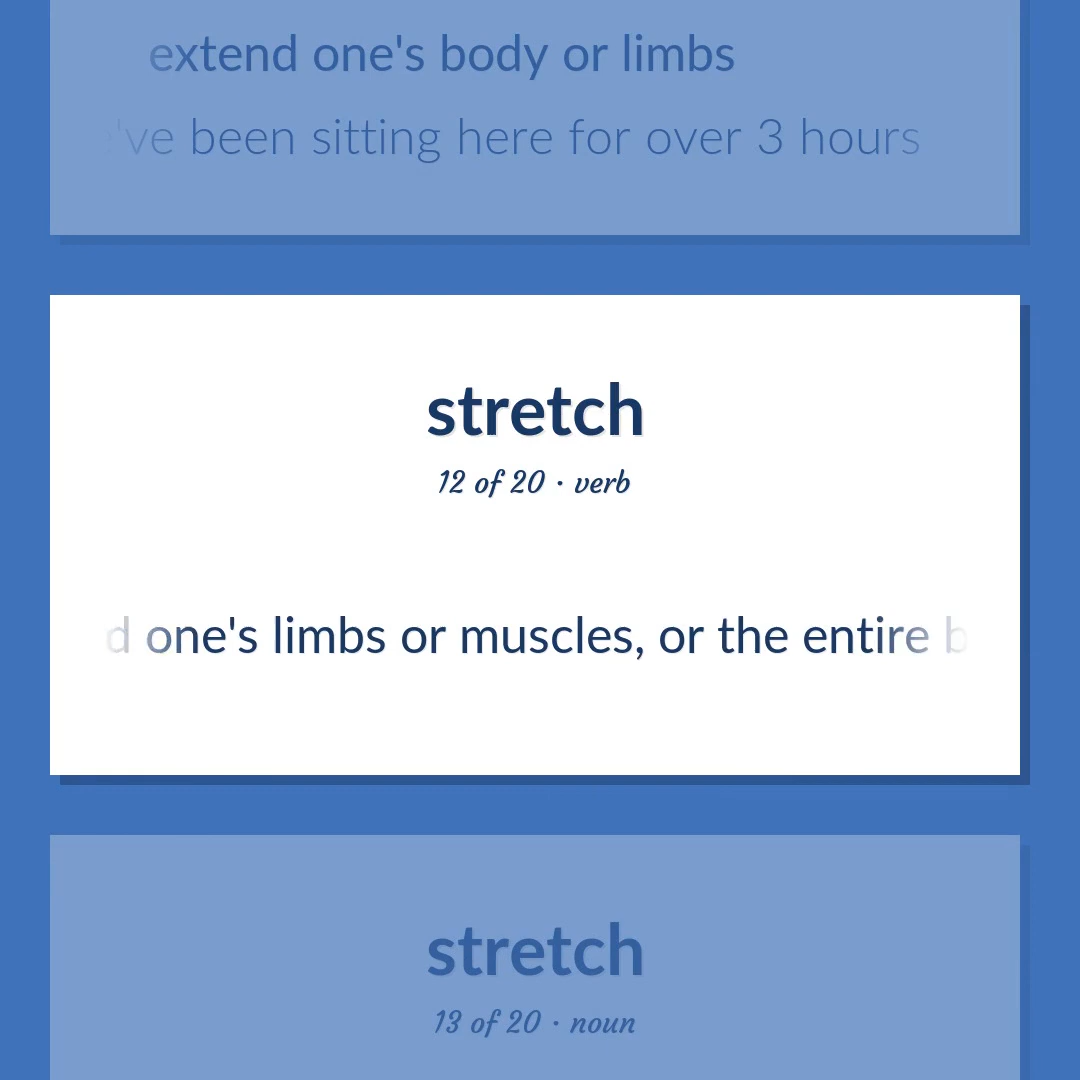 extend one's body or limbs
've been sitting here for over 3 hours
stretch
12 of 20 · verb
d one's limbs or muscles, or the entire b
stretch
13 of 20 · noun